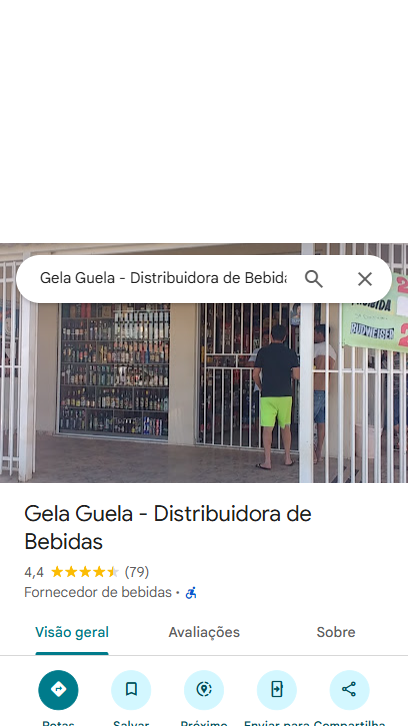 Gela Guela - Distribuidora de Bebida
BUDWEISER
Gela Guela - Distribuidora de
Bebidas
4,4 (79)
Fornecedor de bebidas ·
Visão geral Avaliações Sobre
Rotas Salvar Próximo Enviar para Compartilha